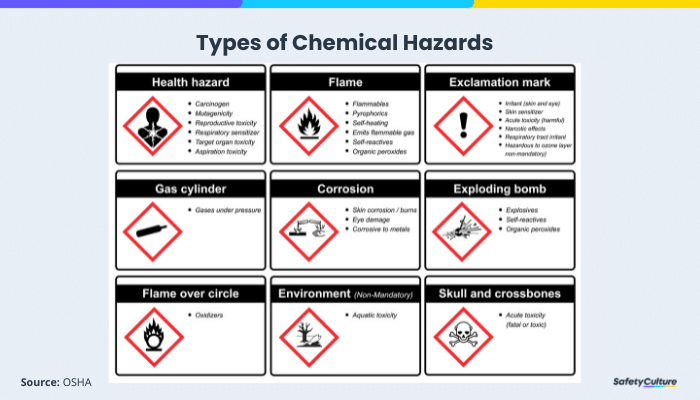 Types of Chemical Hazards
Health hazard
Carcinogen
Mutagenicity
Reproductive toxicity
Respiratory sensitizer
Target organ toxicity
Aspiration toxicity
Flame
Flammables
Pyrophorics
Self-heating
Emits flammable gas
Self-reactives
Organic peroxides
Exclamation mark
Irritant (skin and eye)
Skin sensitizer
Acute toxicity (harmful)
Narcotic effects
Respiratory tract irritant
Hazardous to ozone layer
non-mandatory)
Gas cylinder
Gases under pressure
Corrosion
Skin corrosion / burns
Eye damage
Corrosive to metals
Exploding bomb
Explosives
Self-reactives
Organic peroxides
Flame over circle
Oxidizers
Environment (Non-Mandatory)
Aquatic toxicity
Skull and crossbones
Acute toxicity
(fatal or toxic)
Source: OSHA
SafetyCulture